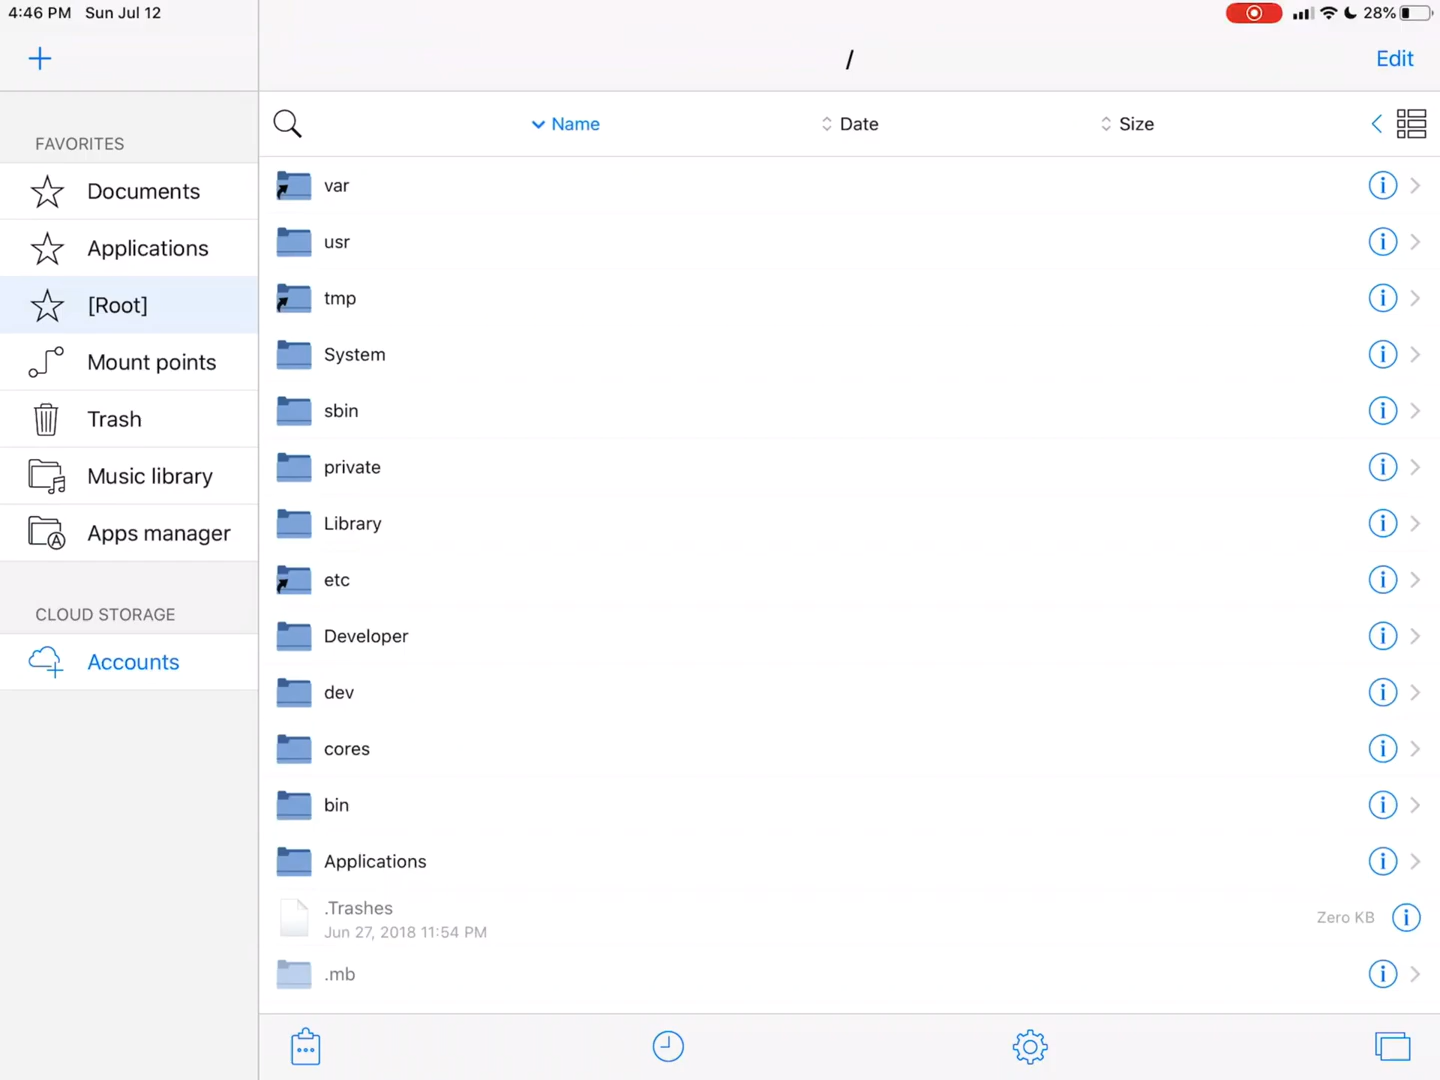 4:46 PM Sun Jul 12
28%
/
Edit
FAVORITES
Documents
Applications
[Root]
Mount points
Trash
Music library
Apps manager
CLOUD STORAGE
Accounts
Name
Date
Size
var
usr
tmp
System
sbin
private
Library
etc
Developer
dev
cores
bin
Applications
.Trashes
Jun 27, 2018 11:54 PM
Zero KB
.mb